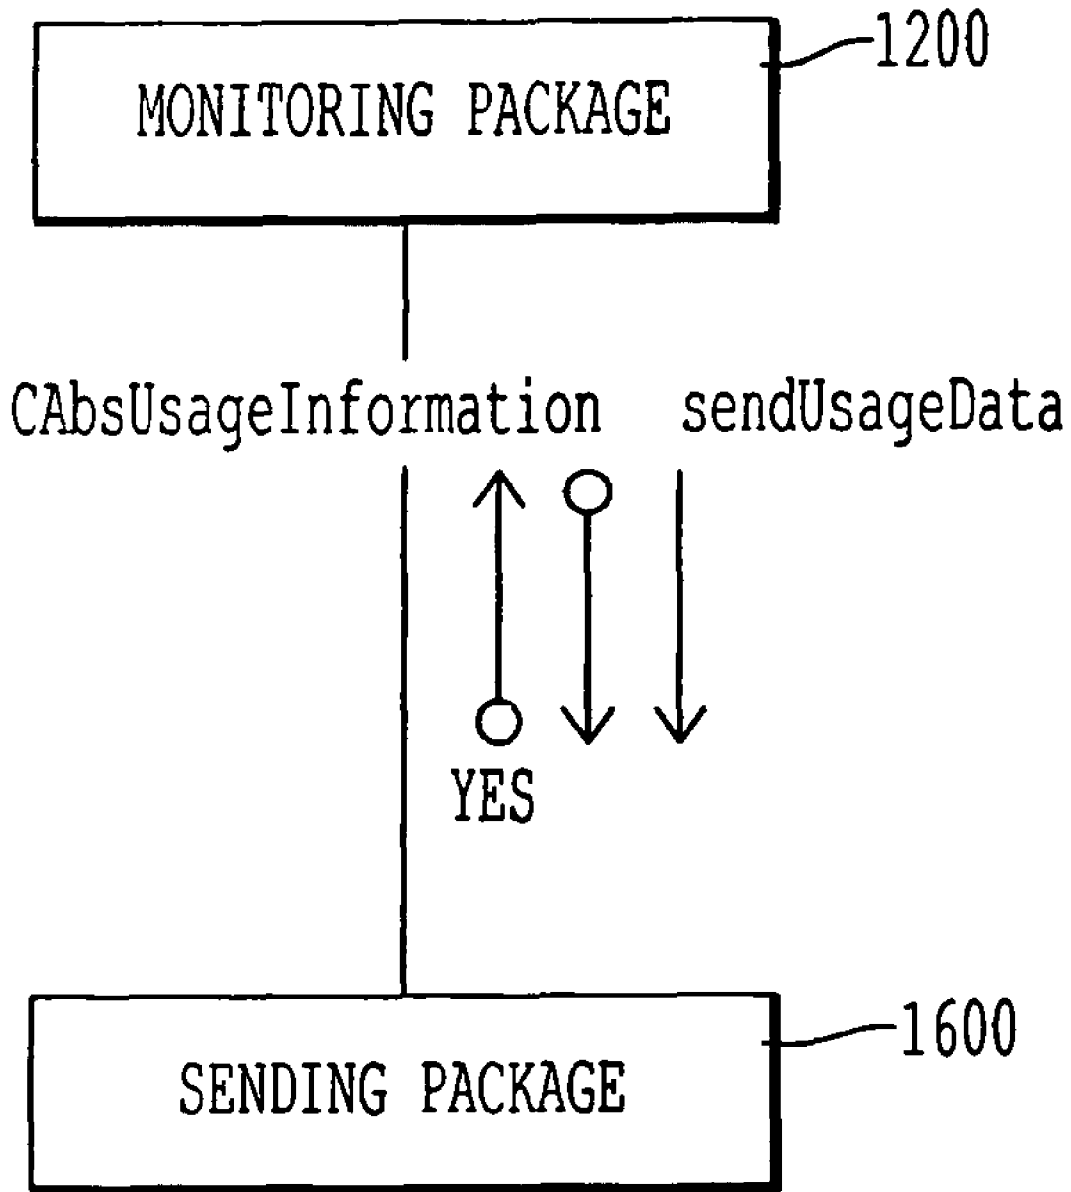 1200
MONITORING PACKAGE
CAbsUsageInformation sendUsageData
YES
1600
SENDING PACKAGE